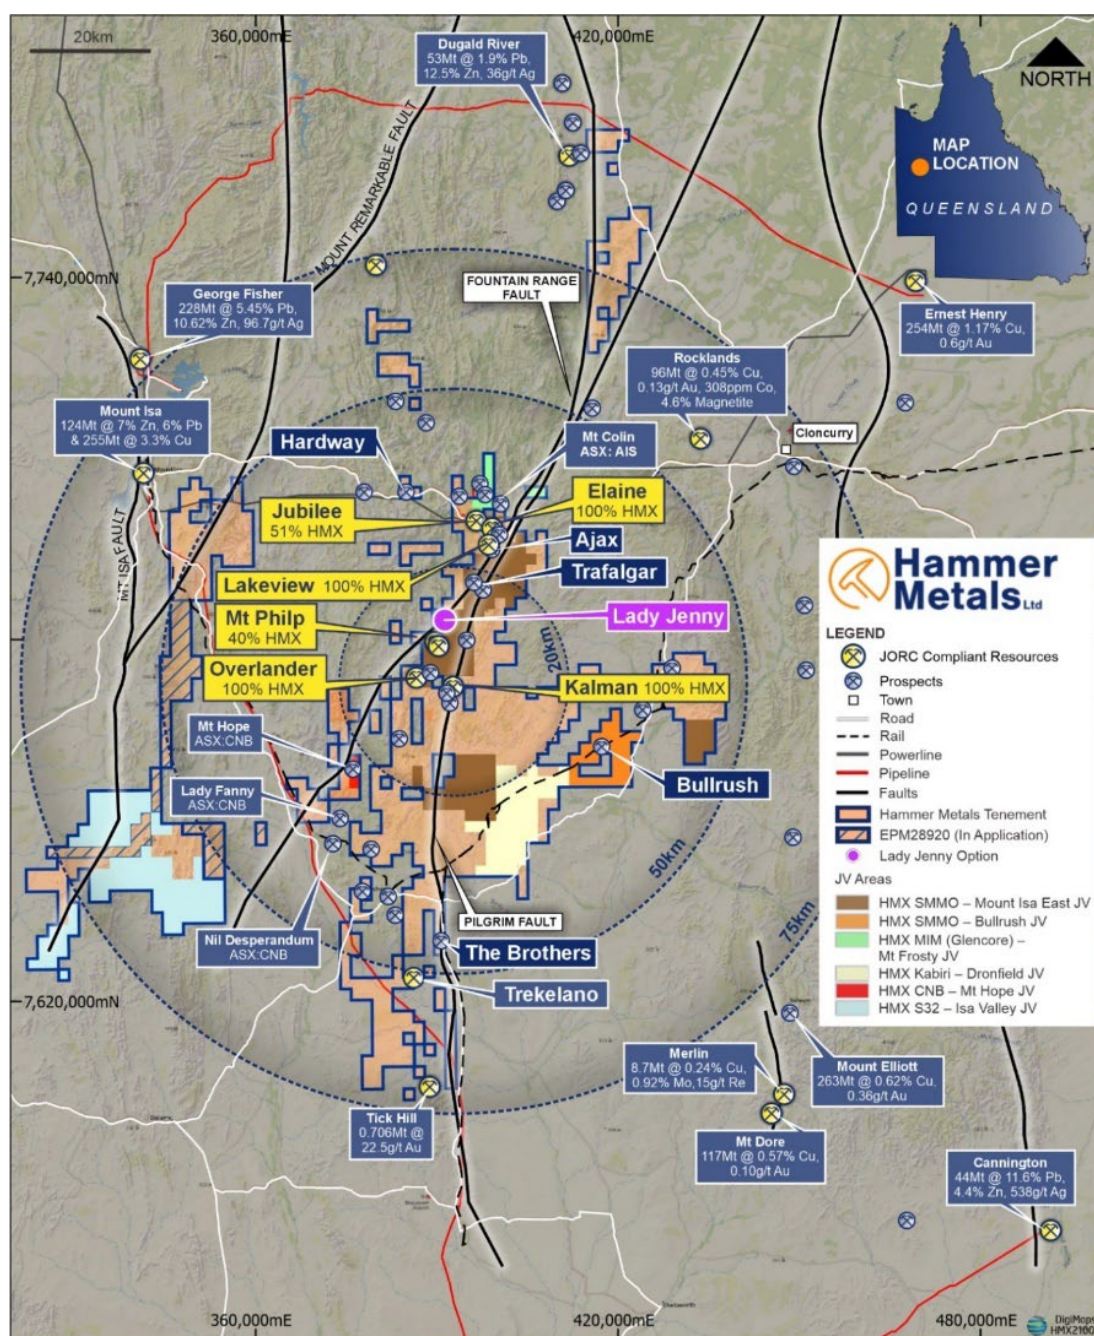 20km
360,000mE
420,000mE
480,000mE
NORTH
MAP
LOCATION
QUEENSLAND
Dugald River
53Mt @ 1.9% Pb,
12.5% Zn, 36g/t Ag
MOUNT REMARKABLE FAULT
7,740,000mN
FOUNTAIN RANGE
FAULT
George Fisher
228Mt @ 5.45% Pb,
10.62% Zn, 96.7g/t Ag
Ernest Henry
254Mt @ 1.17% Cu,
0.6g/t Au
Rocklands
96Mt @ 0.45% Cu,
0.13g/t Au, 308ppm Co,
4.6% Magnetite
Mount Isa
124Mt @ 7% Zn, 6% Pb
& 255Mt @ 3.3% Cu
Cloncurry
Hardway
Mt Colin
ASX: AIS
Jubilee
51% HMX
Elaine
100% HMX
Ajax
MT ISA FAULT
Lakeview 100% HMX
Trafalgar
Mt Philp
40% HMX
Lady Jenny
20km
Overlander
100% HMX
Kalman 100% HMX
Mt Hope
ASX:CNB
Bullrush
Lady Fanny
ASX:CNB
50km
PILGRIM FAULT
75km
Nil Desperandum
ASX:CNB
The Brothers
Trekelano
7,620,000mN
Merlin
8.7Mt @ 0.24% Cu,
0.92% Mo,15g/t Re
Mount Elliott
263Mt @ 0.62% Cu,
0.36g/t Au
Tick Hill
0.706Mt @
22.5g/t Au
Mt Dore
117Mt @ 0.57% Cu,
0.10g/t Au
Cannington
44Mt @ 11.6% Pb,
4.4% Zn, 538g/t Ag
Hammer
Metals Ltd
LEGEND
JORC Compliant Resources
Prospects
Town
Road
Rail
Powerline
Pipeline
Faults
Hammer Metals Tenement
EPM28920 (In Application)
Lady Jenny Option
JV Areas
HMX SMMO – Mount Isa East JV
HMX SMMO – Bullrush JV
HMX MIM (Glencore) –
Mt Frosty JV
HMX Kabiri – Dronfield JV
HMX CNB – Mt Hope JV
HMX S32 – Isa Valley JV
360,000mE
420,000mE
480,000mE
DigiMaps